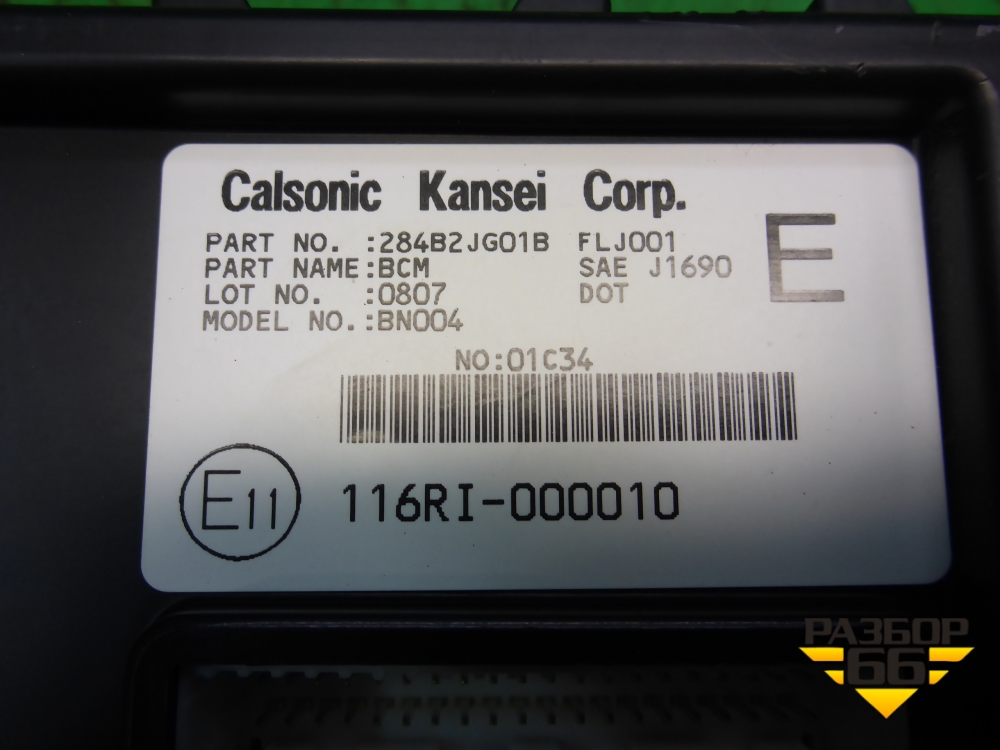 Calsonic Kansei Corp.
PART NO. :284B2JG01B FLJ001
PART NAME:BCM SAE J1690
LOT NO. :0807 DOT
MODEL NO.:BN004
E
NO:01C34
E11 116RI-000010
РАЗБОР
66